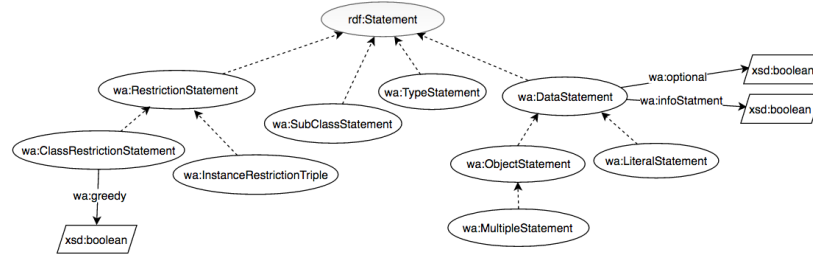 rdf:Statement
wa:optional
xsd:boolean
wa:RestrictionStatement
wa:TypeStatement
wa:DataStatement
wa:infoStatment
xsd:boolean
wa:SubClassStatement
wa:ClassRestrictionStatement
wa:ObjectStatement
wa:LiteralStatement
wa:InstanceRestrictionTriple
wa:greedy
wa:MultipleStatement
xsd:boolean